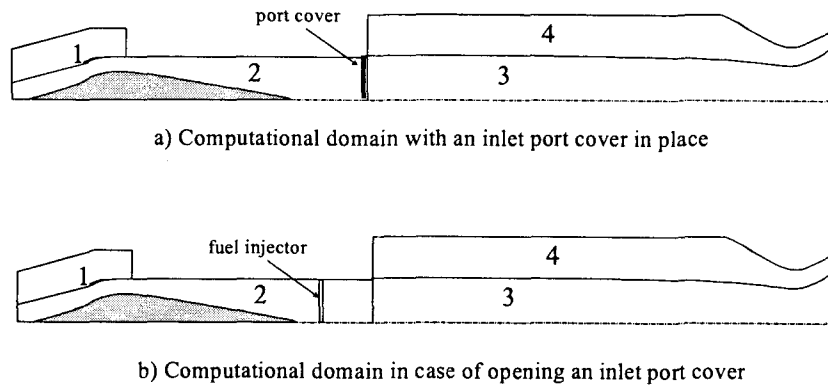 port cover
1
2
3
4
a) Computational domain with an inlet port cover in place
fuel injector
1
2
3
4
b) Computational domain in case of opening an inlet port cover